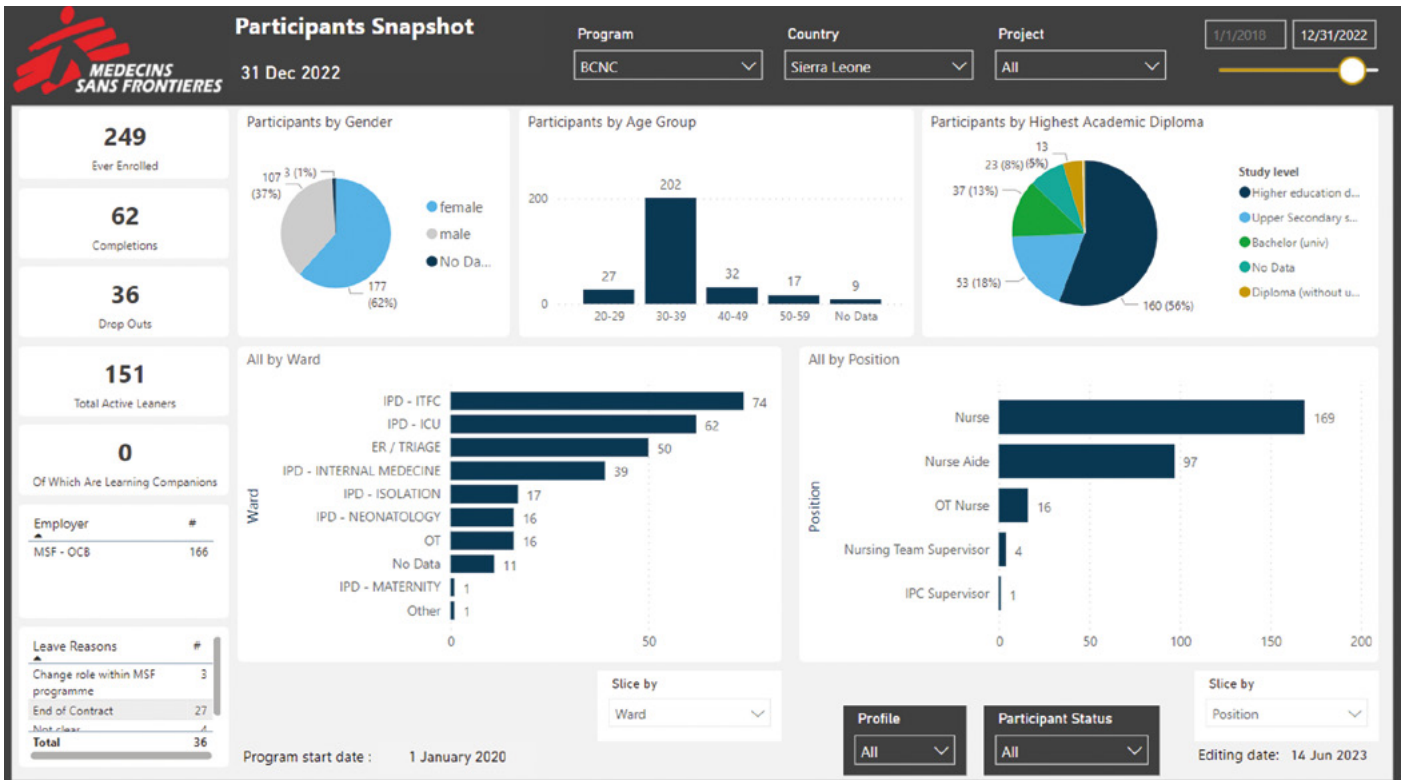 MEDECINS
SANS FRONTIERES
Participants Snapshot
31 Dec 2022
Program
BCNC
Country
Sierra Leone
Project
All
1/1/2018
12/31/2022
249
Ever Enrolled
62
Completions
36
Drop Outs
151
Total Active Leaners
0
Of Which Are Learning Companions
Employer #
MSF - OCB 166
Leave Reasons #
Change role within MSF 3
programme
End of Contract 27
Not clear 4
Total 36
Participants by Gender
107 3 (1%)
(37%)
177
(62%)
female
male
No Da...
Participants by Age Group
200
0
27
202
32
17
9
20-29 30-39 40-49 50-59 No Data
Participants by Highest Academic Diploma
13
23 (8%) (5%)
37 (13%)
53 (18%)
160 (56%)
Study level
Higher education d...
Upper Secondary s...
Bachelor (univ)
No Data
Diploma (without u...
All by Ward
Ward
IPD - ITFC 74
IPD - ICU 62
ER / TRIAGE 50
IPD - INTERNAL MEDECINE 39
IPD - ISOLATION 17
IPD - NEONATOLOGY 16
OT 16
No Data 11
IPD - MATERNITY 1
Other 1
0 50
All by Position
Position
Nurse 169
Nurse Aide 97
OT Nurse 16
Nursing Team Supervisor 4
IPC Supervisor 1
0 50 100 150 200
Slice by
Ward
Profile
All
Participant Status
All
Slice by
Position
Program start date : 1 January 2020
Editing date: 14 Jun 2023